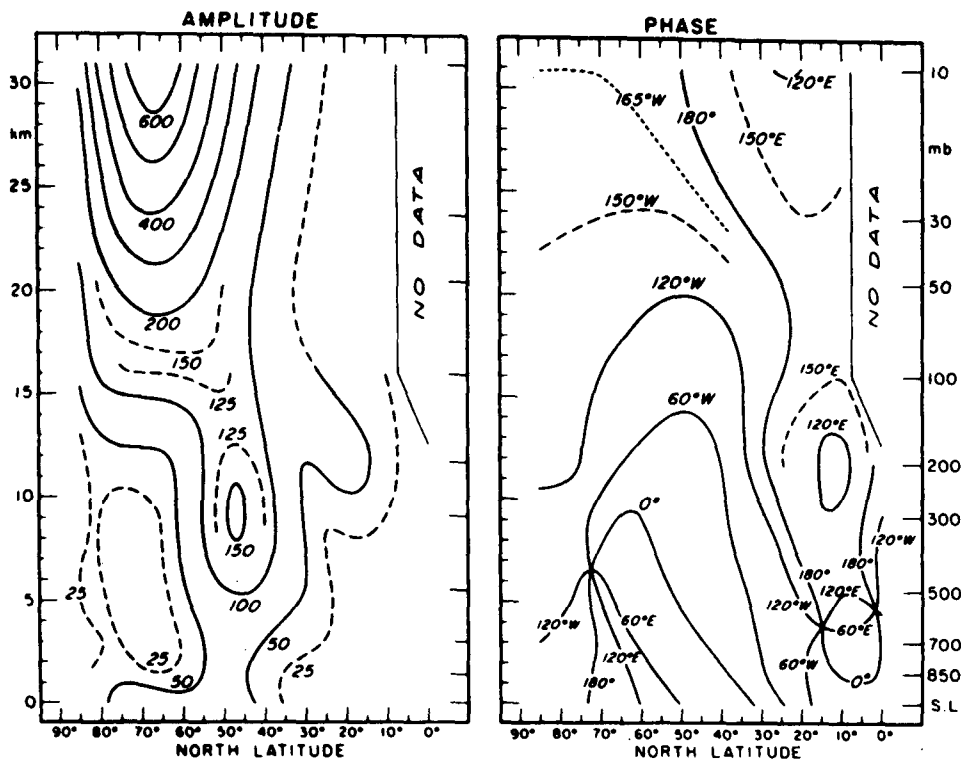 AMPLITUDE
30
km
25
20
15
10
5
0
600
400
200
150
125
125
150
100
50
25
25
25
50
NO DATA
90° 80° 70° 60° 50° 40° 30° 20° 10° 0°
NORTH LATITUDE
PHASE
120°E
165°W
180°
150°E
150°W
120°W
60°W
150°E
120°E
0°
120°W
180°
180°
120°E
120°W
60°E
60°W
0°
120°W
60°E
120°E
180°
NO DATA
10
mb
30
50
100
200
300
500
700
850
S.L
90° 80° 70° 60° 50° 40° 30° 20° 10° 0°
NORTH LATITUDE